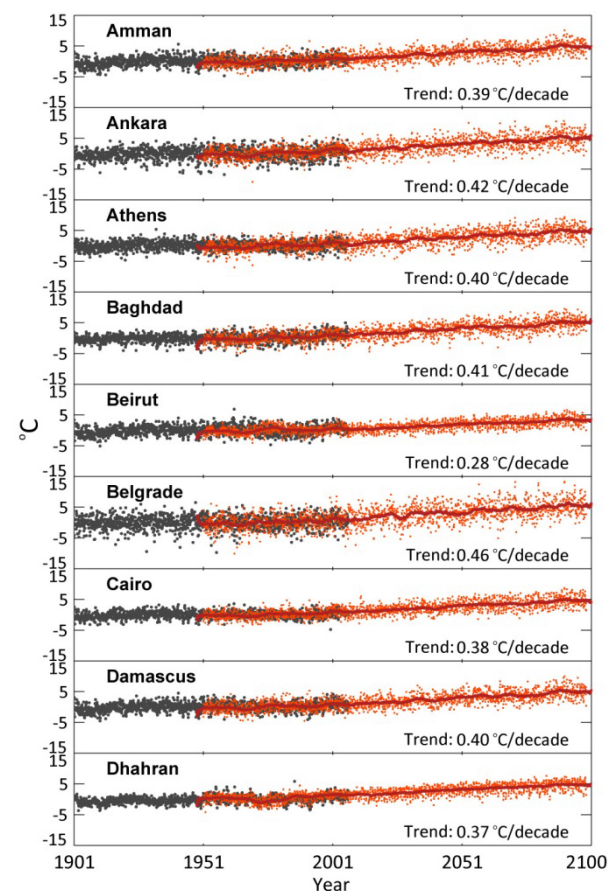 15
Amman
5
-5
Trend: 0.39 °C/decade
-15
15
Ankara
5
-5
Trend: 0.42 °C/decade
-15
15
Athens
5
-5
Trend: 0.40 °C/decade
-15
15
Baghdad
5
-5
Trend: 0.41 °C/decade
-15
15
Beirut
5
-5
Trend: 0.28 °C/decade
-15
°C
15
Belgrade
5
-5
Trend: 0.46 °C/decade
-15
15
Cairo
5
-5
Trend: 0.38 °C/decade
-15
15
Damascus
5
-5
Trend: 0.40 °C/decade
-15
15
Dhahran
5
-5
Trend: 0.37 °C/decade
-15
1901 1951 2001 2051 2100
Year